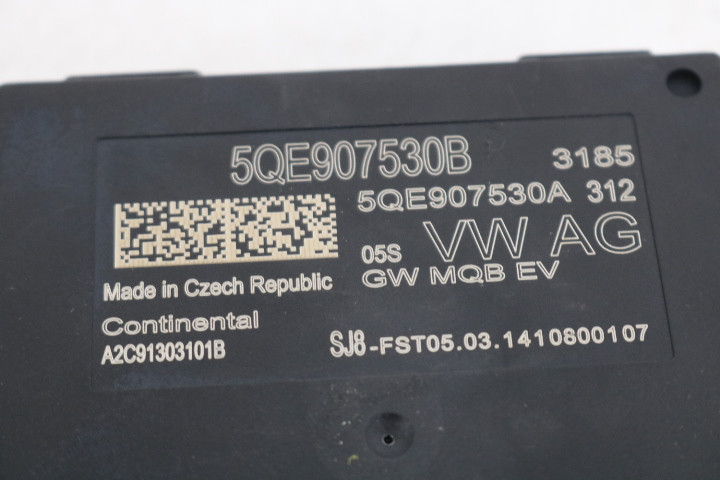 5QE907530B 3185
5QE907530A 312
05S VW AG
GW MQB EV
Made in Czech Republic
Continental
A2C91303101B
SJ8-FST05.03.1410800107